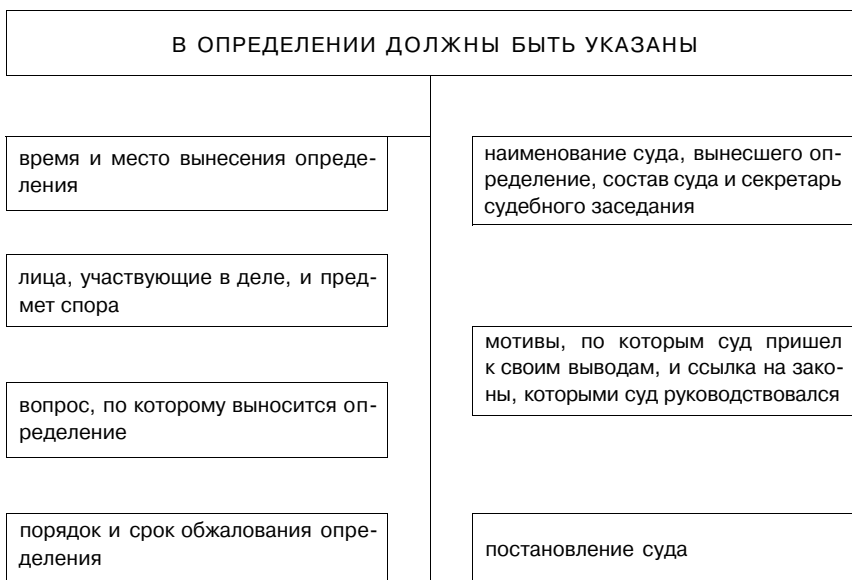 В ОПРЕДЕЛЕНИИ ДОЛЖНЫ БЫТЬ УКАЗАНЫ
время и место вынесения опреде-
ления
наименование суда, вынесшего оп-
ределение, состав суда и секретарь
судебного заседания
лица, участвующие в деле, и пред-
мет спора
мотивы, по которым суд пришел
к своим выводам, и ссылка на зако-
ны, которыми суд руководствовался
вопрос, по которому выносится оп-
ределение
порядок и срок обжалования опре-
деления
постановление суда